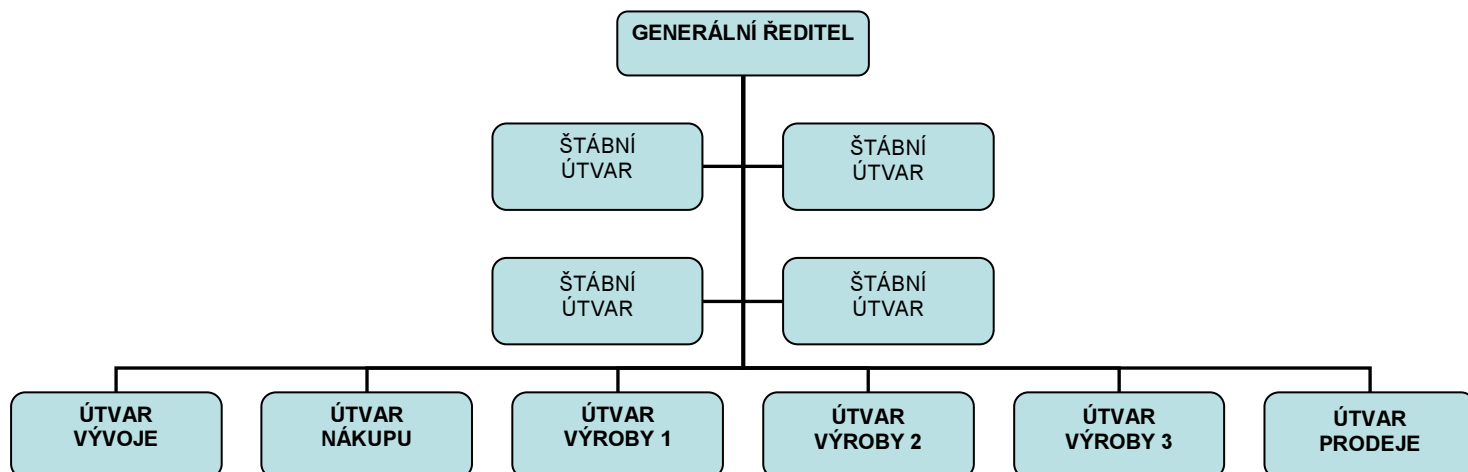 GENERÁLNÍ ŘEDITEL
ŠTÁBNÍ
ÚTVAR
ŠTÁBNÍ
ÚTVAR
ŠTÁBNÍ
ÚTVAR
ŠTÁBNÍ
ÚTVAR
ÚTVAR
VÝVOJE
ÚTVAR
NÁKUPU
ÚTVAR
VÝROBY 1
ÚTVAR
VÝROBY 2
ÚTVAR
VÝROBY 3
ÚTVAR
PRODEJE